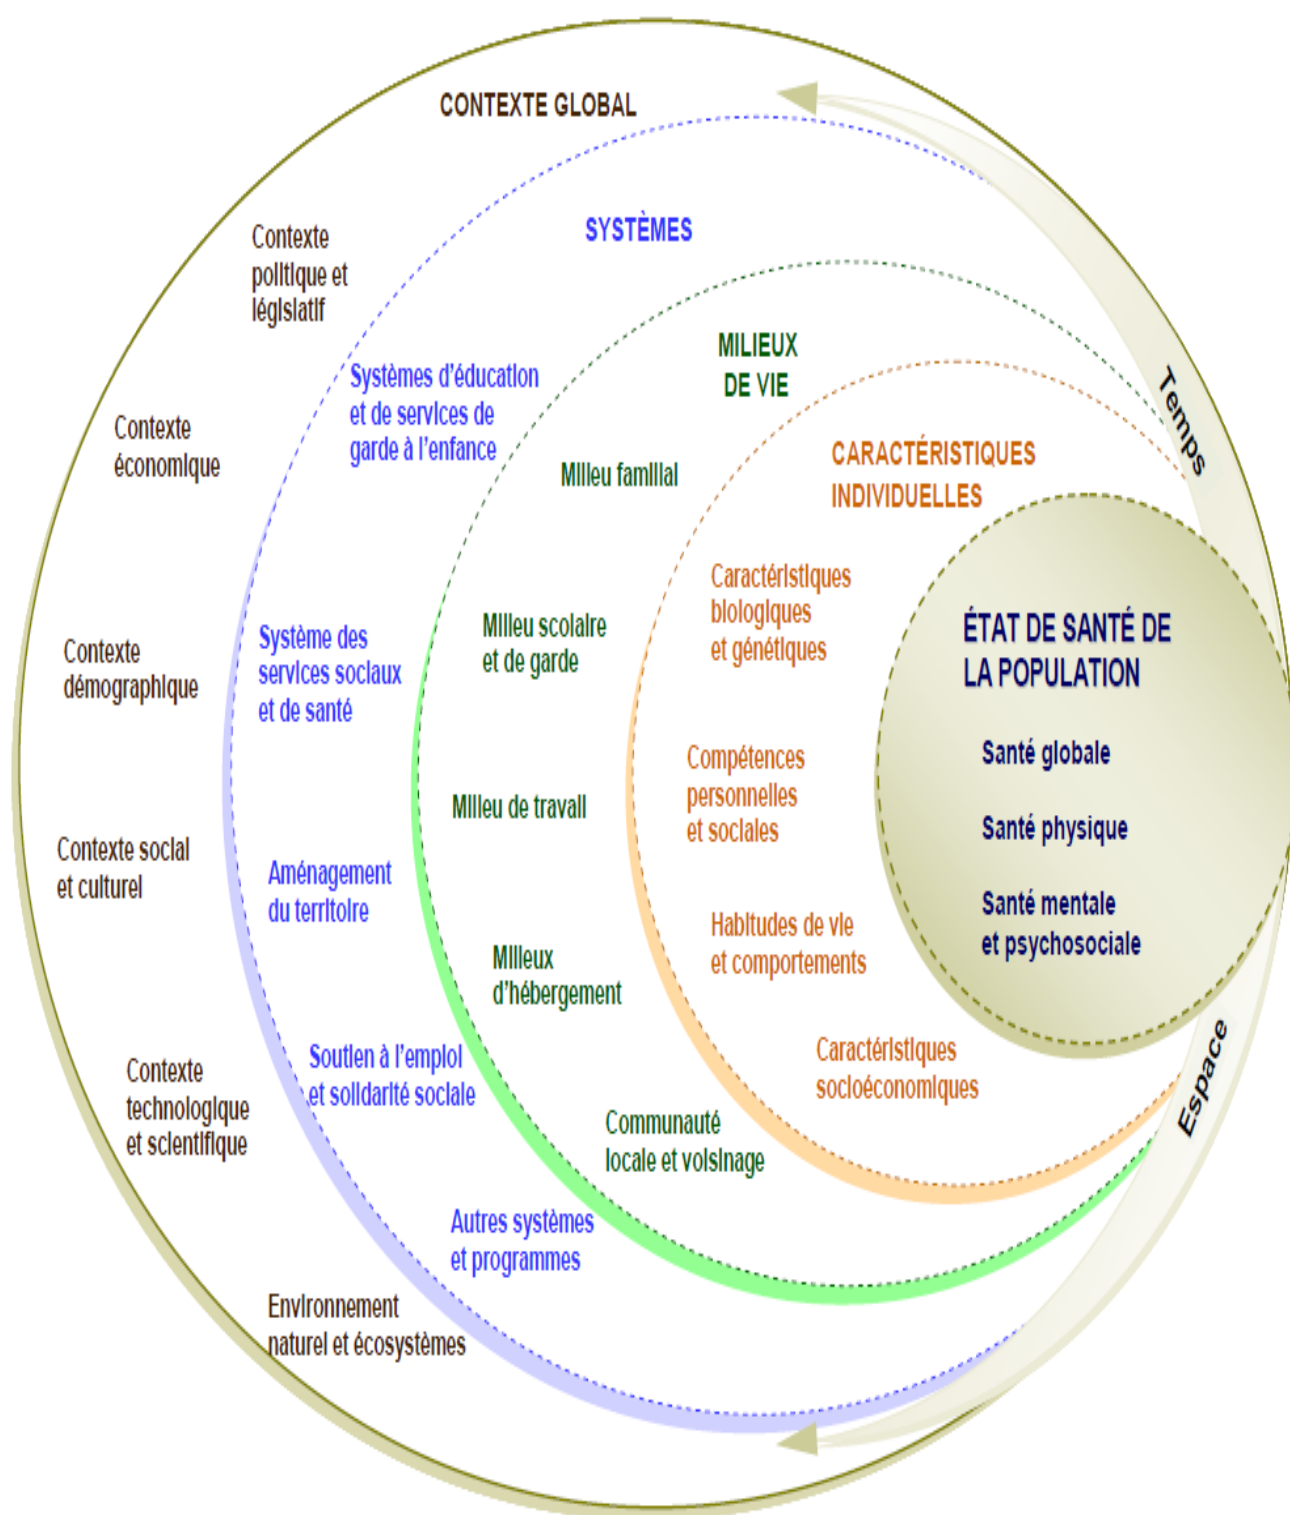 CONTEXTE GLOBAL
Contexte
politique et
législatif
Contexte
économique
Contexte
démographique
Contexte social
et culturel
Contexte
technologique
et scientifique
Environnement
naturel et écosystèmes
SYSTÈMES
Systèmes d'éducation
et de services de
garde à l'enfance
Système des
services sociaux
et de santé
Aménagement
du territoire
Soutien à l'emploi
et solidarité sociale
Autres systèmes
et programmes
MILIEUX
DE VIE
Milieu familial
Milieu scolaire
et de garde
Milieu de travail
Milieux
d'hébergement
Communauté
locale et voisinage
CARACTÉRISTIQUES
INDIVIDUELLES
Caractéristiques
biologiques
et génétiques
Compétences
personnelles
et sociales
Habitudes de vie
et comportements
Caractéristiques
socioéconomiques
ÉTAT DE SANTÉ DE
LA POPULATION
Santé globale
Santé physique
Santé mentale
et psychosociale
Temps
Espace